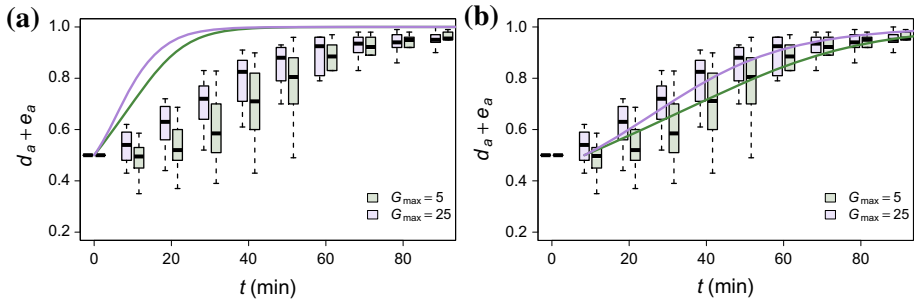 (a)
1.0
0.8
0.6
0.4
0.2
d_a + e_a
G_max = 5
G_max = 25
0 20 40 60 80
t (min)
(b)
1.0
0.8
0.6
0.4
0.2
d_a + e_a
G_max = 5
G_max = 25
0 20 40 60 80
t (min)